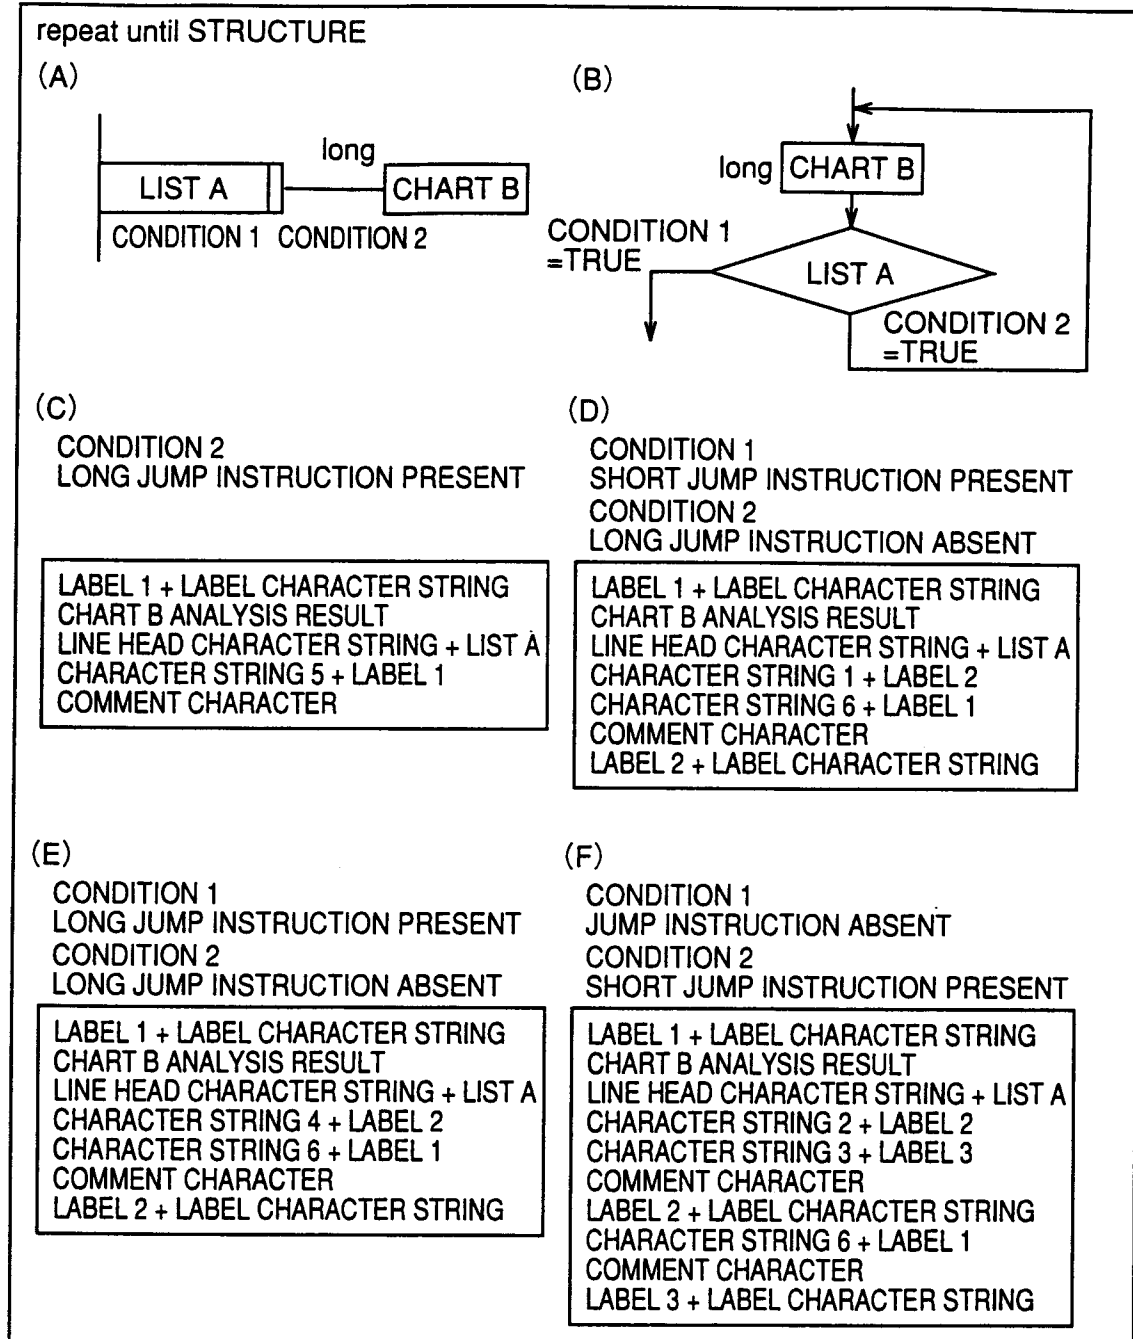 repeat until STRUCTURE
(A)
long
LIST A
CHART B
CONDITION 1 CONDITION 2
(B)
long
CHART B
CONDITION 1
=TRUE
LIST A
CONDITION 2
=TRUE
(C)
CONDITION 2
LONG JUMP INSTRUCTION PRESENT
LABEL 1 + LABEL CHARACTER STRING
CHART B ANALYSIS RESULT
LINE HEAD CHARACTER STRING + LIST A
CHARACTER STRING 5 + LABEL 1
COMMENT CHARACTER
(D)
CONDITION 1
SHORT JUMP INSTRUCTION PRESENT
CONDITION 2
LONG JUMP INSTRUCTION ABSENT
LABEL 1 + LABEL CHARACTER STRING
CHART B ANALYSIS RESULT
LINE HEAD CHARACTER STRING + LIST A
CHARACTER STRING 1 + LABEL 2
CHARACTER STRING 6 + LABEL 1
COMMENT CHARACTER
LABEL 2 + LABEL CHARACTER STRING
(E)
CONDITION 1
LONG JUMP INSTRUCTION PRESENT
CONDITION 2
LONG JUMP INSTRUCTION ABSENT
LABEL 1 + LABEL CHARACTER STRING
CHART B ANALYSIS RESULT
LINE HEAD CHARACTER STRING + LIST A
CHARACTER STRING 4 + LABEL 2
CHARACTER STRING 6 + LABEL 1
COMMENT CHARACTER
LABEL 2 + LABEL CHARACTER STRING
(F)
CONDITION 1
JUMP INSTRUCTION ABSENT
CONDITION 2
SHORT JUMP INSTRUCTION PRESENT
LABEL 1 + LABEL CHARACTER STRING
CHART B ANALYSIS RESULT
LINE HEAD CHARACTER STRING + LIST A
CHARACTER STRING 2 + LABEL 2
CHARACTER STRING 3 + LABEL 3
COMMENT CHARACTER
LABEL 2 + LABEL CHARACTER STRING
CHARACTER STRING 6 + LABEL 1
COMMENT CHARACTER
LABEL 3 + LABEL CHARACTER STRING